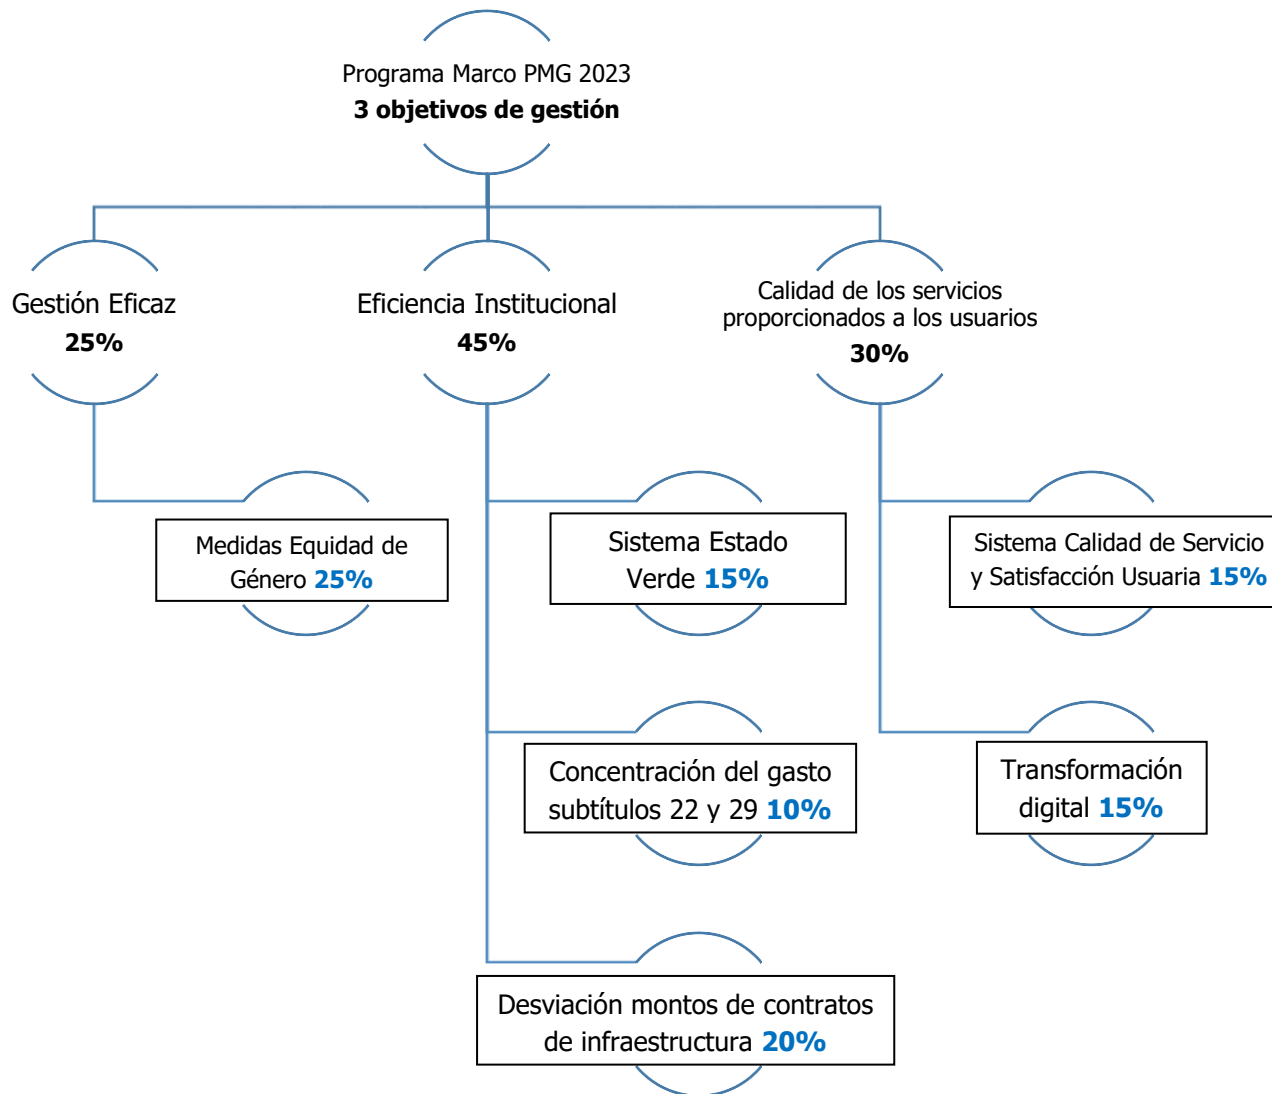 Programa Marco PMG 2023
3 objetivos de gestión
Gestión Eficaz
25%
Eficiencia Institucional
45%
Calidad de los servicios
proporcionados a los usuarios
30%
Medidas Equidad de
Género 25%
Sistema Estado
Verde 15%
Sistema Calidad de Servicio
y Satisfacción Usuaria 15%
Concentración del gasto
subtítulos 22 y 29 10%
Transformación
digital 15%
Desviación montos de contratos
de infraestructura 20%